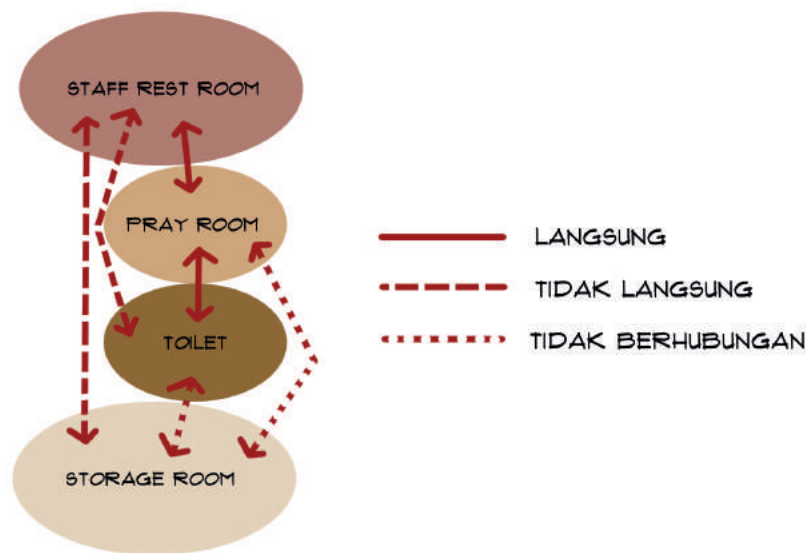 STAFF REST ROOM
PRAY ROOM
TOILET
STORAGE ROOM
LANGSUNG
TIDAK LANGSUNG
TIDAK BERHUBUNGAN